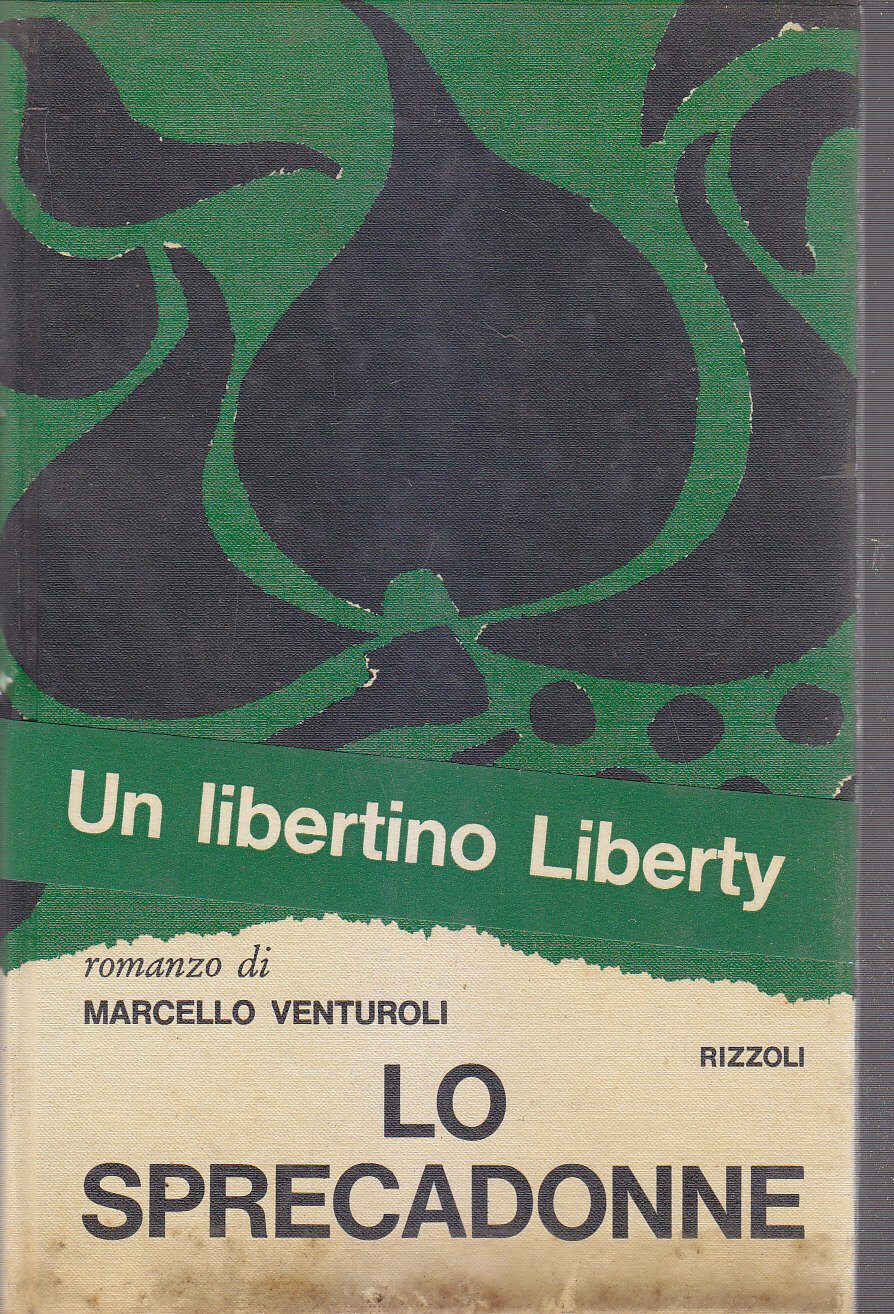 Un libertino Liberty
romanzo di
MARCELLO VENTUROLI
RIZZOLI
LO
SPRECADONNE